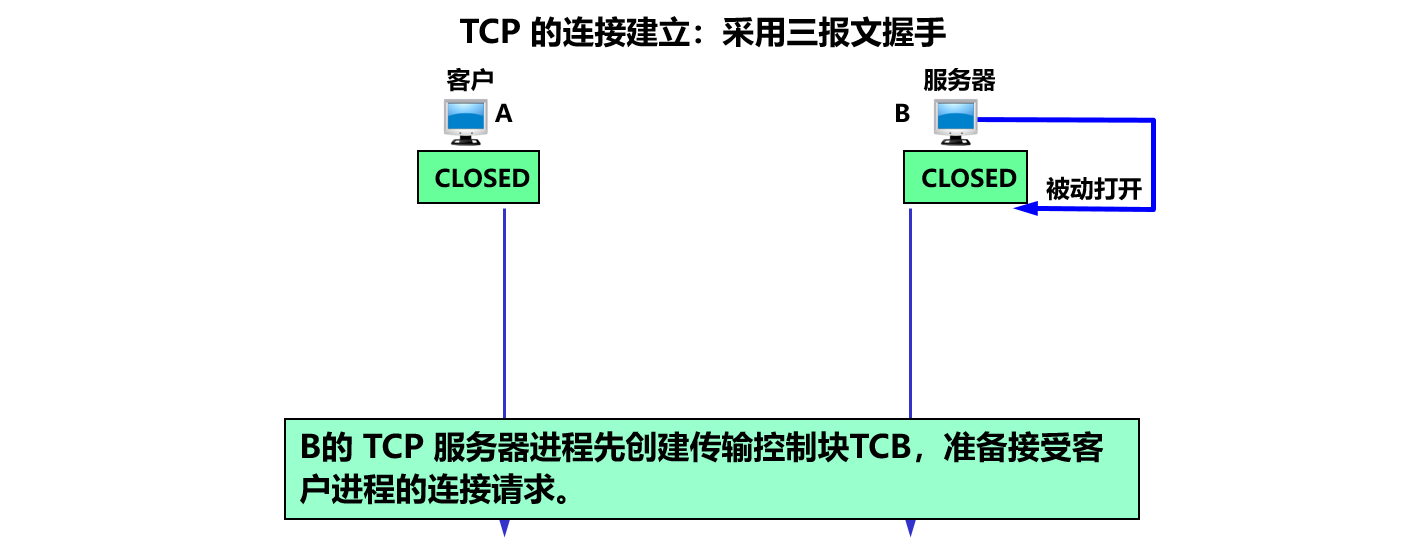 TCP 的连接建立：采用三报文握手
客户
服务器
A
B
CLOSED
CLOSED
被动打开
B的 TCP 服务器进程先创建传输控制块TCB，准备接受客
户进程的连接请求。